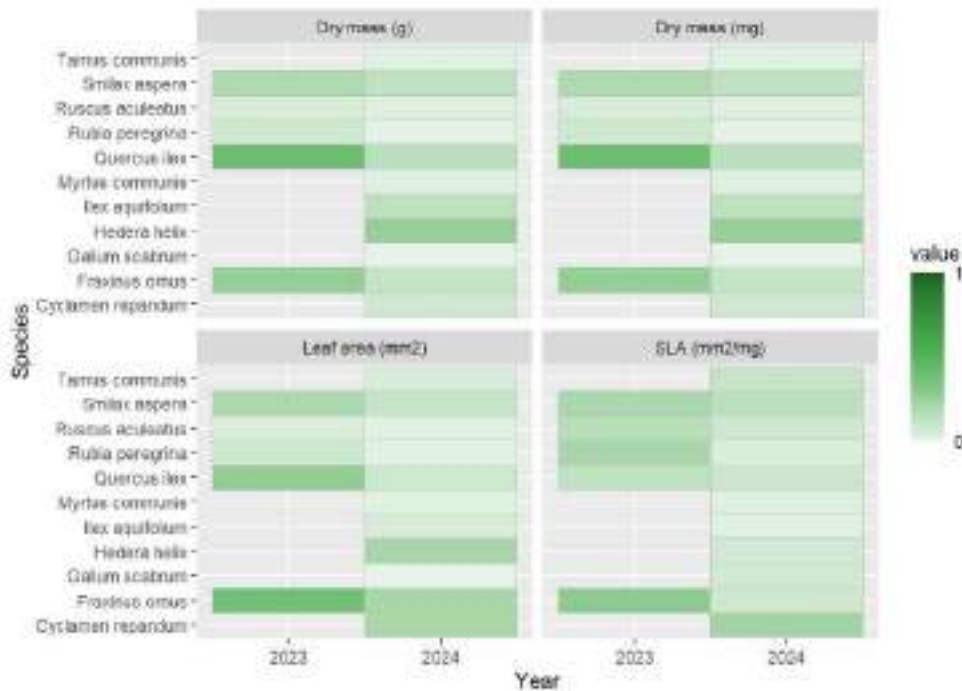 Dry mass (g)
Dry mass (mg)
Tamus communis
Smilax aspera
Ruscus aculeatus
Rubia peregrina
Quercus ilex
Myrtus communis
Ilex aquifolium
Hedera helix
Galium scabrum
Fraxinus ornus
Cyclamen repandum
Leaf area (mm2)
SLA (mm2/mg)
Tamus communis
Smilax aspera
Ruscus aculeatus
Rubia peregrina
Quercus ilex
Myrtus communis
Ilex aquifolium
Hedera helix
Galium scabrum
Fraxinus ornus
Cyclamen repandum
Species
2023
2024
2023
2024
Year
value
1
0